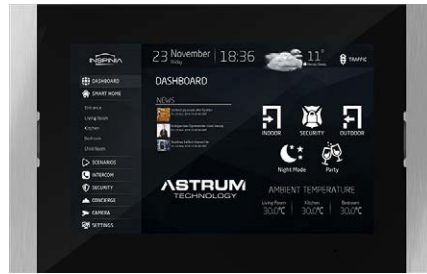 INSPINIA
23 November 18:36 11° TRAFFIC
Friday
DASHBOARD
SMART HOME
Entrance
Living Room
Kitchen
Bedroom
Child Room
SCENARIOS
INTERCOM
SECURITY
CONCIERGE
CAMERA
SETTINGS
DASHBOARD
NEWS
INDOOR SECURITY OUTDOOR
Night Mode Party
ASTRUM
TECHNOLOGY
AMBIENT TEMPERATURE
Living Room Kitchen Bedroom
30.0°C 30.0°C 30.0°C